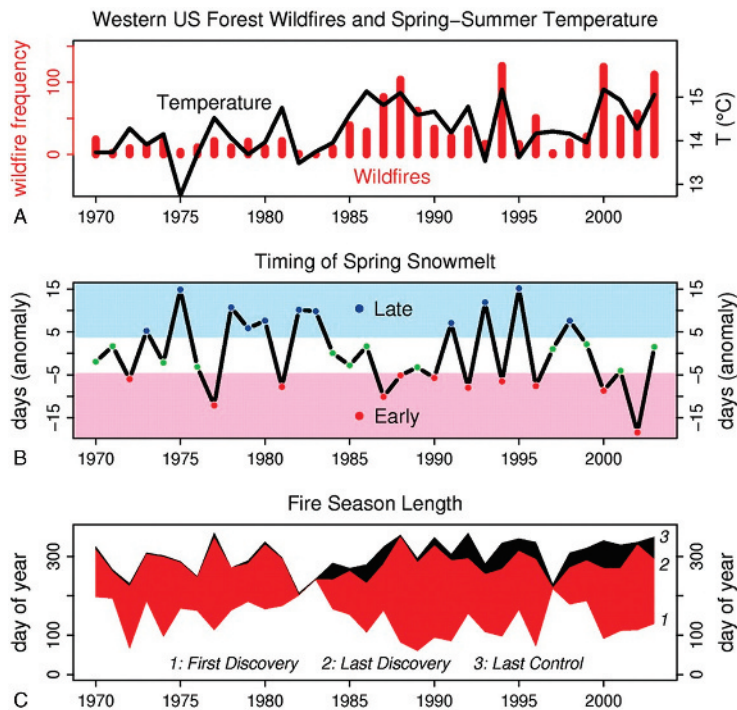 Western US Forest Wildfires and Spring–Summer Temperature
wildfire frequency
100
0
Temperature
Wildfires
15
14
13
T (°C)
A
1970 1975 1980 1985 1990 1995 2000
Timing of Spring Snowmelt
days (anomaly)
15
5
−5
−15
Late
Early
15
5
−5
−15
days (anomaly)
B
1970 1975 1980 1985 1990 1995 2000
Fire Season Length
day of year
300
100
0
3
2
1
300
100
0
day of year
1: First Discovery 2: Last Discovery 3: Last Control
C
1970 1975 1980 1985 1990 1995 2000